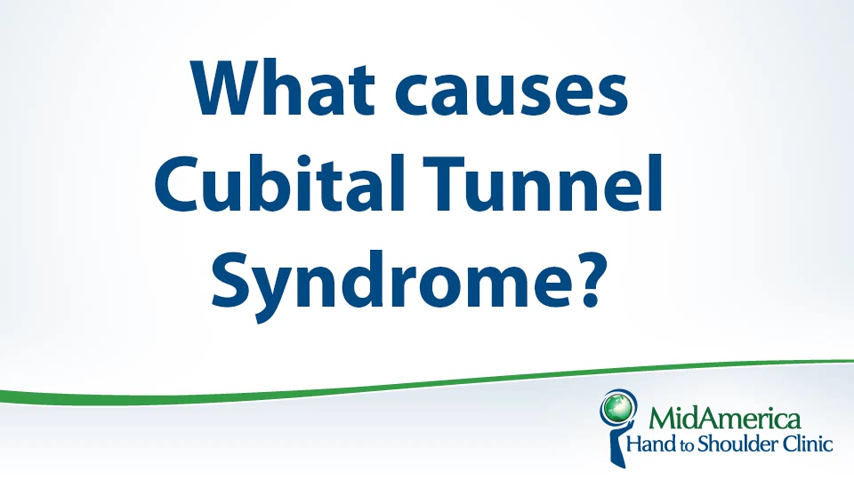 What causes
Cubital Tunnel
Syndrome?
MidAmerica
Hand to Shoulder Clinic